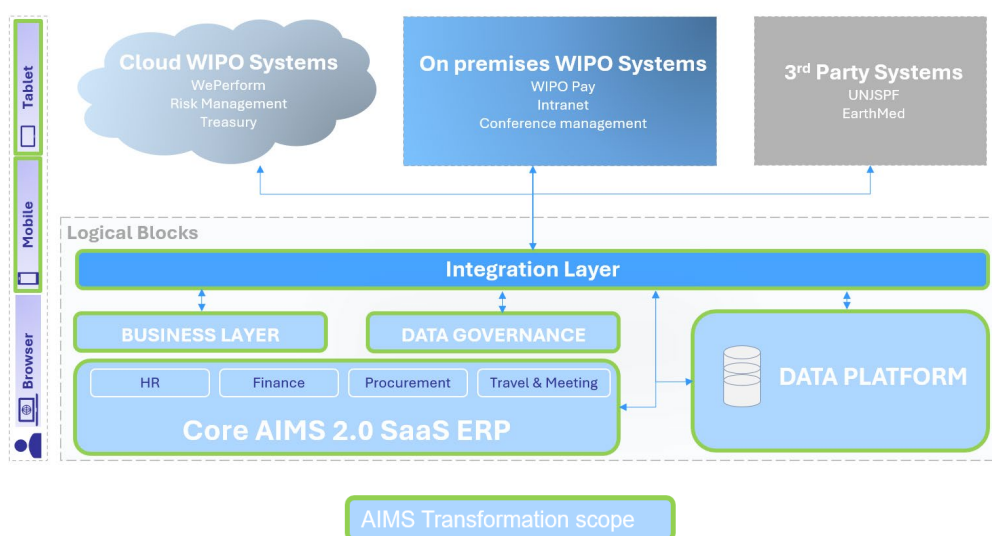 Tablet
Mobile
Browser
Cloud WIPO Systems
WePerform
Risk Management
Treasury
On premises WIPO Systems
WIPO Pay
Intranet
Conference management
3rd Party Systems
UNJSPF
EarthMed
Logical Blocks
Integration Layer
BUSINESS LAYER
DATA GOVERNANCE
HR
Finance
Procurement
Travel & Meeting
Core AIMS 2.0 SaaS ERP
DATA PLATFORM
AIMS Transformation scope